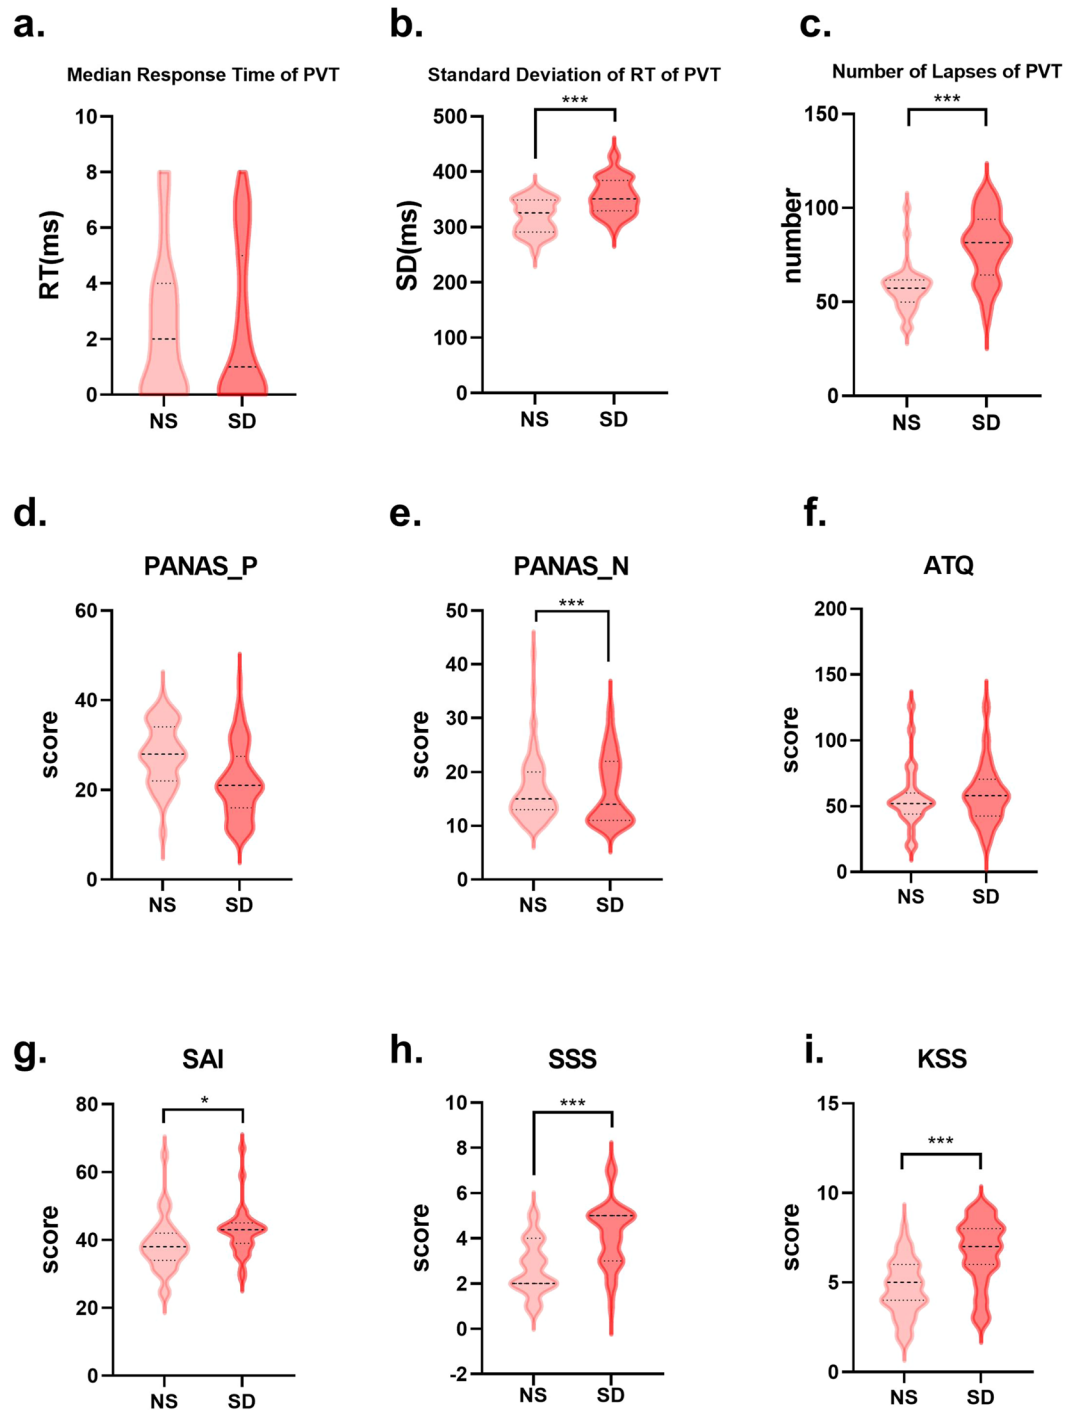 a.
Median Response Time of PVT
RT(ms)
10
8
6
4
2
0
NS
SD
b.
Standard Deviation of RT of PVT
***
SD(ms)
500
400
300
200
100
0
NS
SD
c.
Number of Lapses of PVT
***
number
150
100
50
0
NS
SD
d.
PANAS_P
score
60
40
20
0
NS
SD
e.
PANAS_N
***
score
50
40
30
20
10
0
NS
SD
f.
ATQ
score
200
150
100
50
0
NS
SD
g.
SAI
*
score
80
60
40
20
0
NS
SD
h.
SSS
***
score
10
8
6
4
2
0
-2
NS
SD
i.
KSS
***
score
15
10
5
0
NS
SD